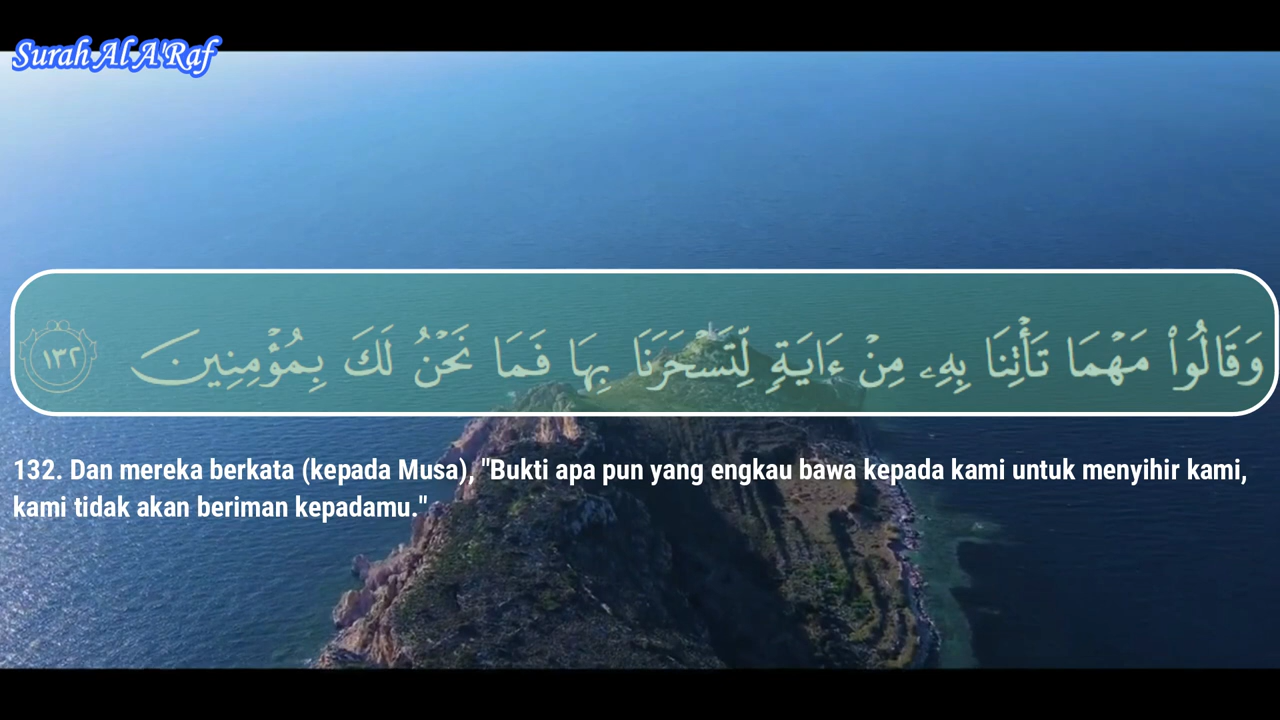 Surah Al A'Raf
وَقَالُوا۟ مَهْمَا تَأْتِنَا بِهِۦ مِنْ ءَايَةٍ لِّتَسْحَرَنَا بِهَا فَمَا نَحْنُ لَكَ بِمُؤْمِنِينَ ١٣٢
132. Dan mereka berkata (kepada Musa), "Bukti apa pun yang engkau bawa kepada kami untuk menyihir kami,
kami tidak akan beriman kepadamu."